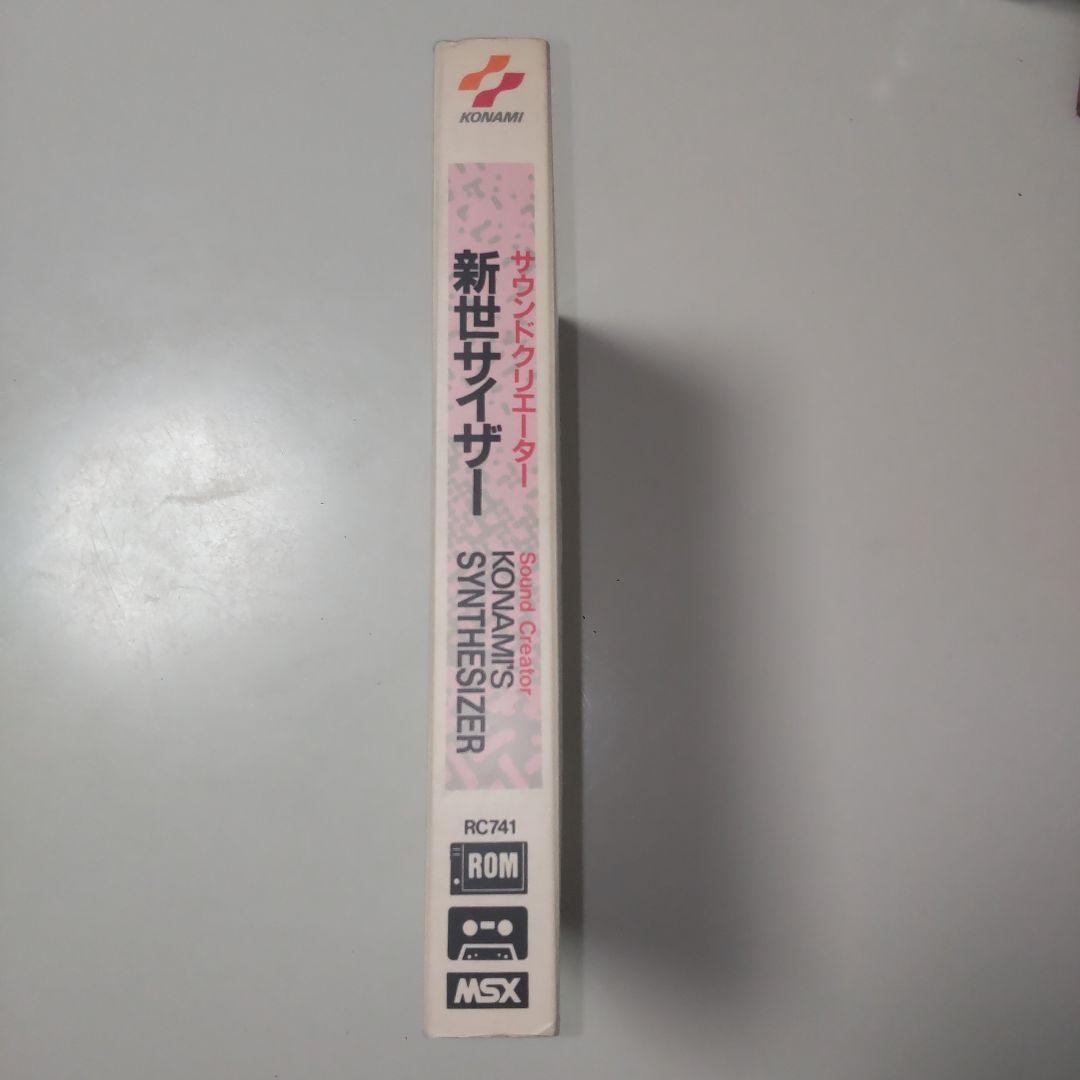 KONAMI
サウンドクリエーター
新世サイザー
Sound Creator
KONAMI'S
SYNTHESIZER
RC741
ROM
MSX